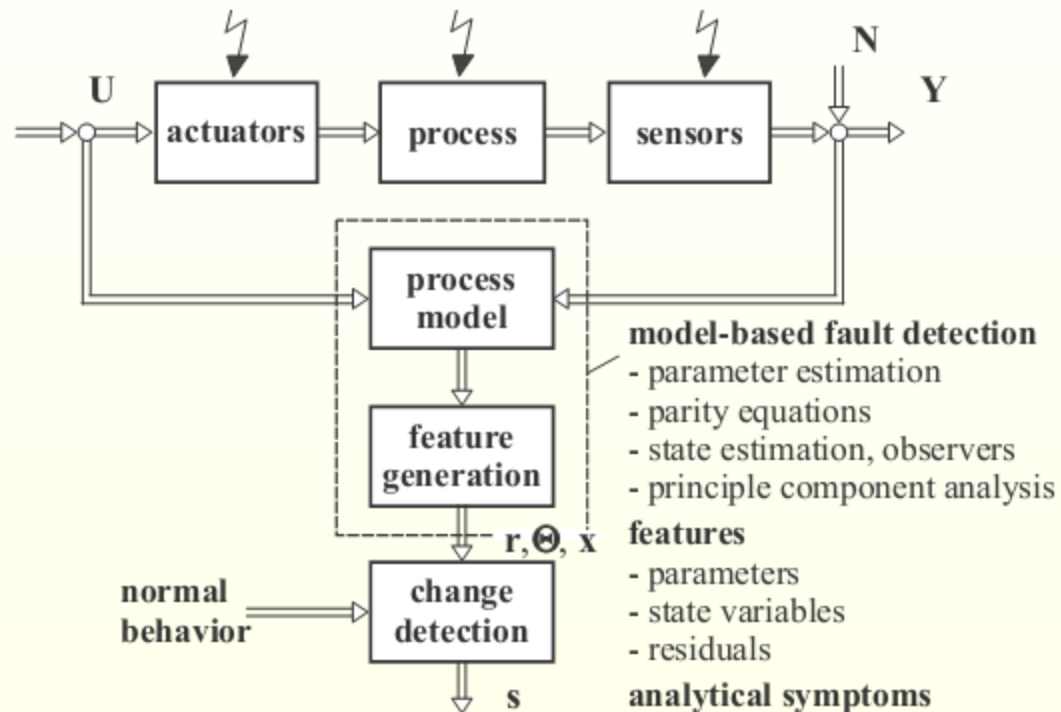 U
N
Y
actuators
process
sensors
process
model
feature
generation
r, Θ, x
normal
behavior
change
detection
s
model-based fault detection
- parameter estimation
- parity equations
- state estimation, observers
- principle component analysis
features
- parameters
- state variables
- residuals
analytical symptoms